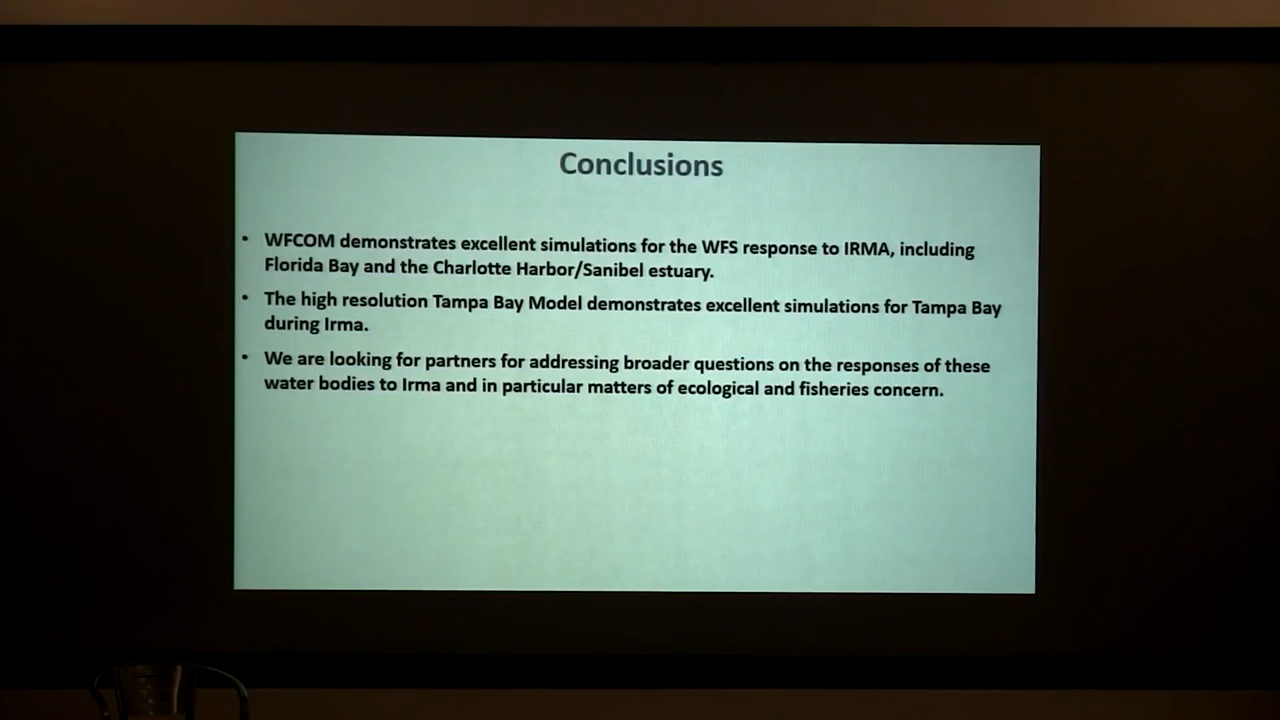 Conclusions
• WFCOM demonstrates excellent simulations for the WFS response to IRMA, including
Florida Bay and the Charlotte Harbor/Sanibel estuary.
• The high resolution Tampa Bay Model demonstrates excellent simulations for Tampa Bay
during Irma.
• We are looking for partners for addressing broader questions on the responses of these
water bodies to Irma and in particular matters of ecological and fisheries concern.